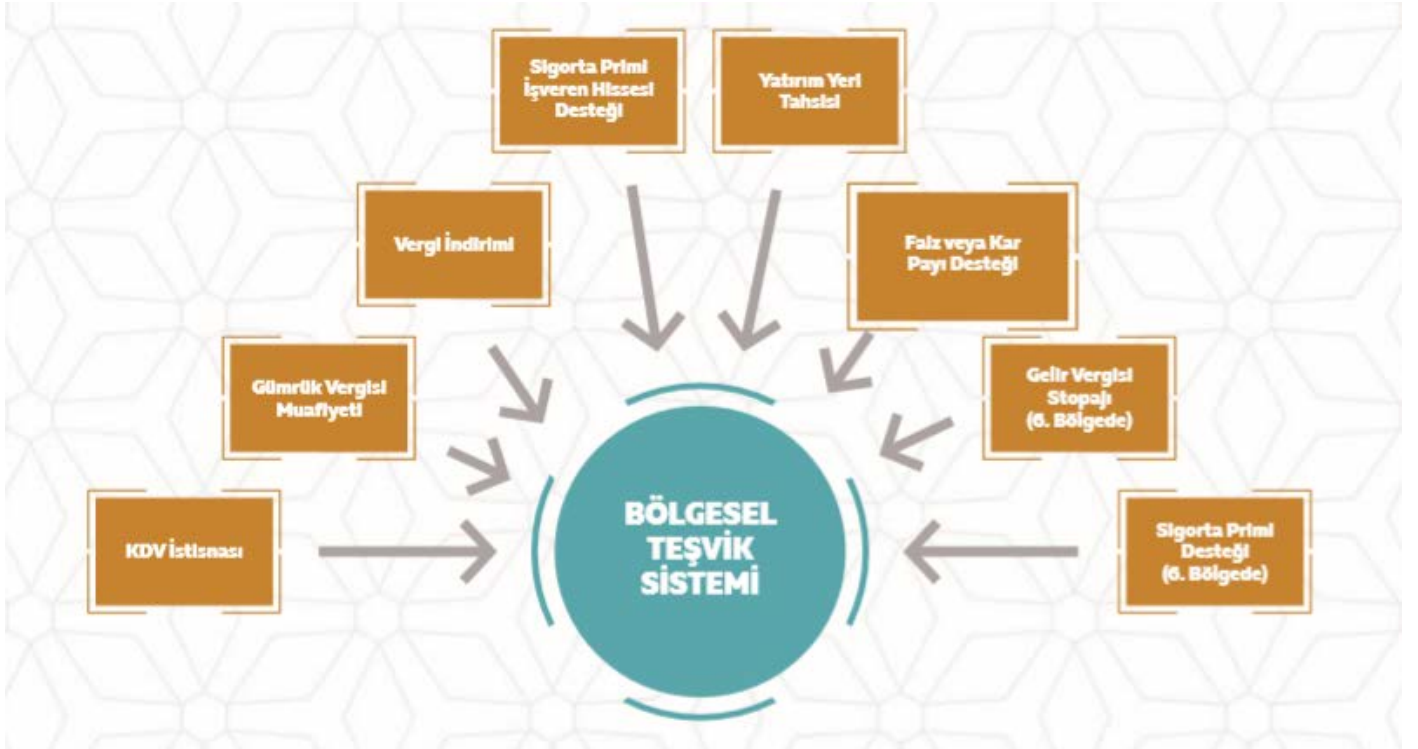 Sigorta Primi
İşveren Hissesi
Desteği
Yatırım Yeri
Tahsisi
Vergi İndirimi
Faiz veya Kar
Payı Desteği
Gümrük Vergisi
Muafiyeti
Gelir Vergisi
Stopajı
(6. Bölgede)
KDV İstisnası
BÖLGESEL
TEŞVİK
SİSTEMİ
Sigorta Primi
Desteği
(6. Bölgede)